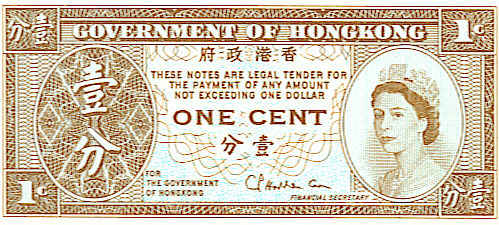 壹分 GOVERNMENT OF HONGKONG 1¢
府政港香
THESE NOTES ARE LEGAL TENDER FOR
THE PAYMENT OF ANY AMOUNT
NOT EXCEEDING ONE DOLLAR
壹分
ONE CENT
分壹
FOR
THE GOVERNMENT
OF HONGKONG
FINANCIAL SECRETARY
1¢ 分壹